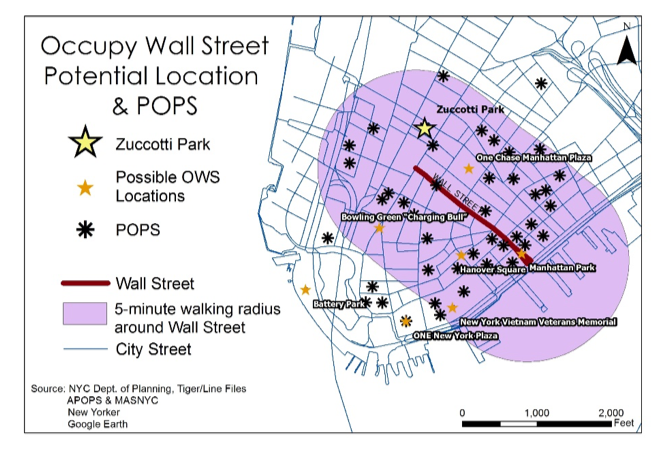 Occupy Wall Street
Potential Location
& POPS
Zuccotti Park
Possible OWS
Locations
POPS
Wall Street
5-minute walking radius
around Wall Street
City Street
Source: NYC Dept. of Planning, Tiger/Line Files
APOPS & MASNYC
New Yorker
Google Earth
N
Zuccotti Park
One Chase Manhattan Plaza
WALL STREET
Bowling Green "Charging Bull"
Hanover Square
Manhattan Park
Battery Park
New York Vietnam Veterans Memorial
ONE New York Plaza
0 1,000 2,000
Feet